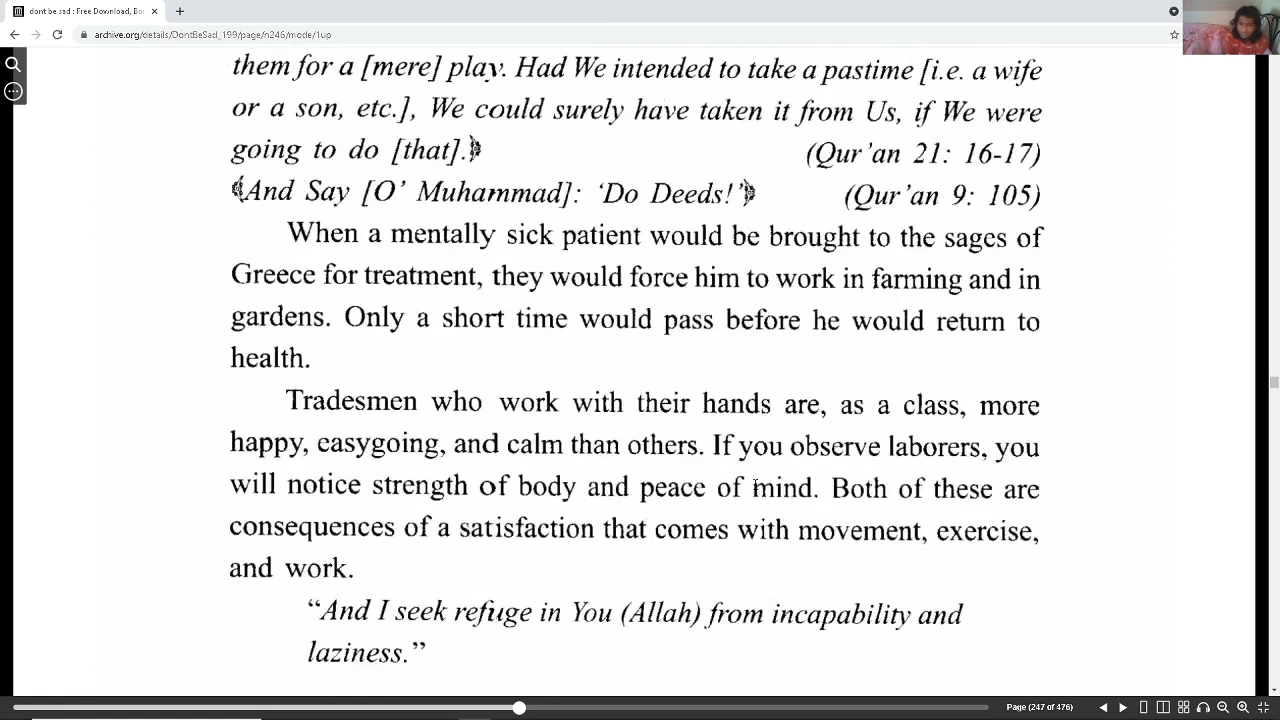 dont be sad : Free Download, Bo
archive.org/details/DontBeSad_199/page/n246/mode/1up
them for a [mere] play. Had We intended to take a pastime [i.e. a wife
or a son, etc.], We could surely have taken it from Us, if We were
going to do [that].﴿ (Qur'an 21: 16-17)
﴾And Say [O' Muhammad]: 'Do Deeds!'﴿ (Qur'an 9: 105)
When a mentally sick patient would be brought to the sages of
Greece for treatment, they would force him to work in farming and in
gardens. Only a short time would pass before he would return to
health.
Tradesmen who work with their hands are, as a class, more
happy, easygoing, and calm than others. If you observe laborers, you
will notice strength of body and peace of mind. Both of these are
consequences of a satisfaction that comes with movement, exercise,
and work.
“And I seek refuge in You (Allah) from incapability and
laziness.”
Page (247 of 476)